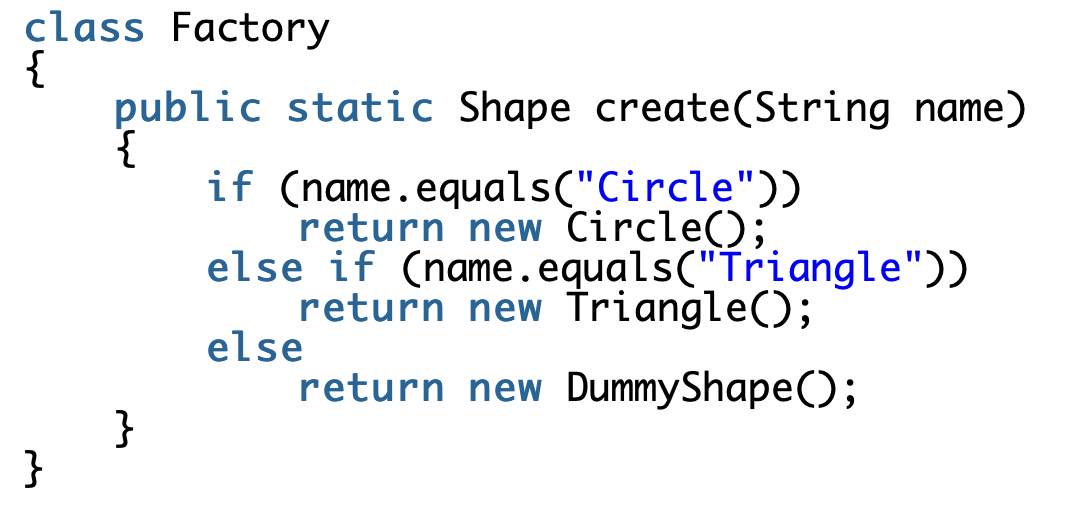 class Factory
{
    public static Shape create(String name)
    {
        if (name.equals("Circle"))
            return new Circle();
        else if (name.equals("Triangle"))
            return new Triangle();
        else
            return new DummyShape();
    }
}